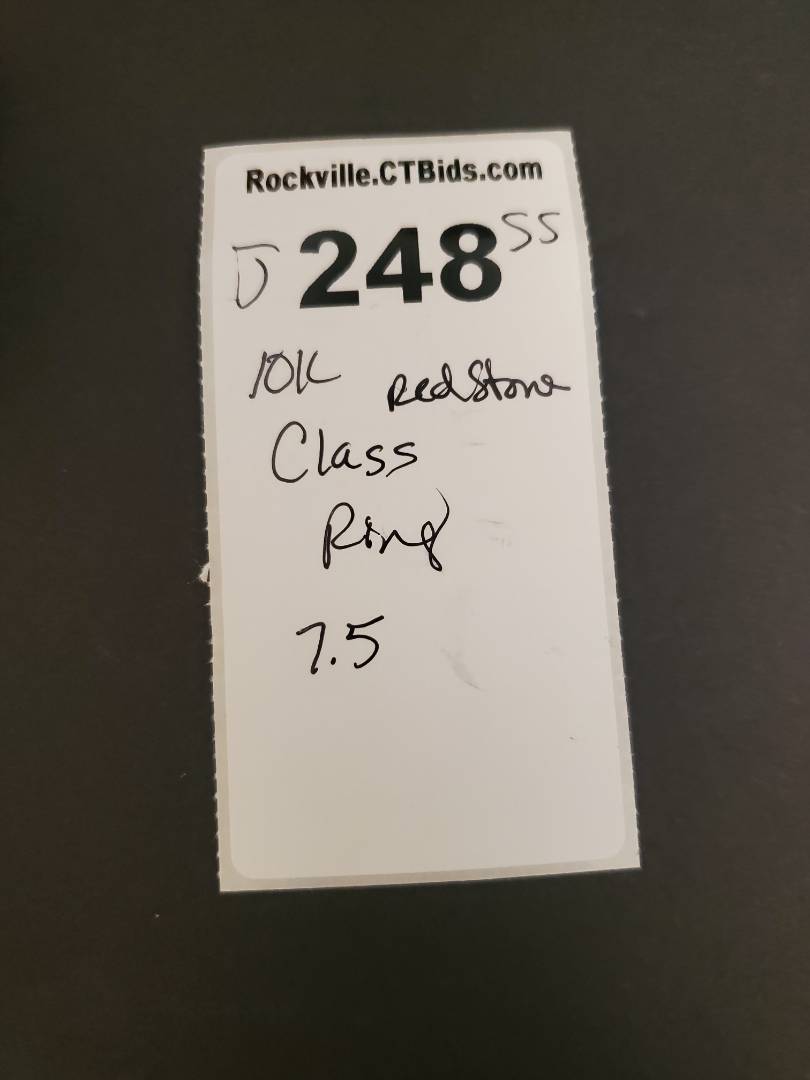 Rockville.CTBids.com
J 248 SS
10K Red Stone
Class
Ring
7.5